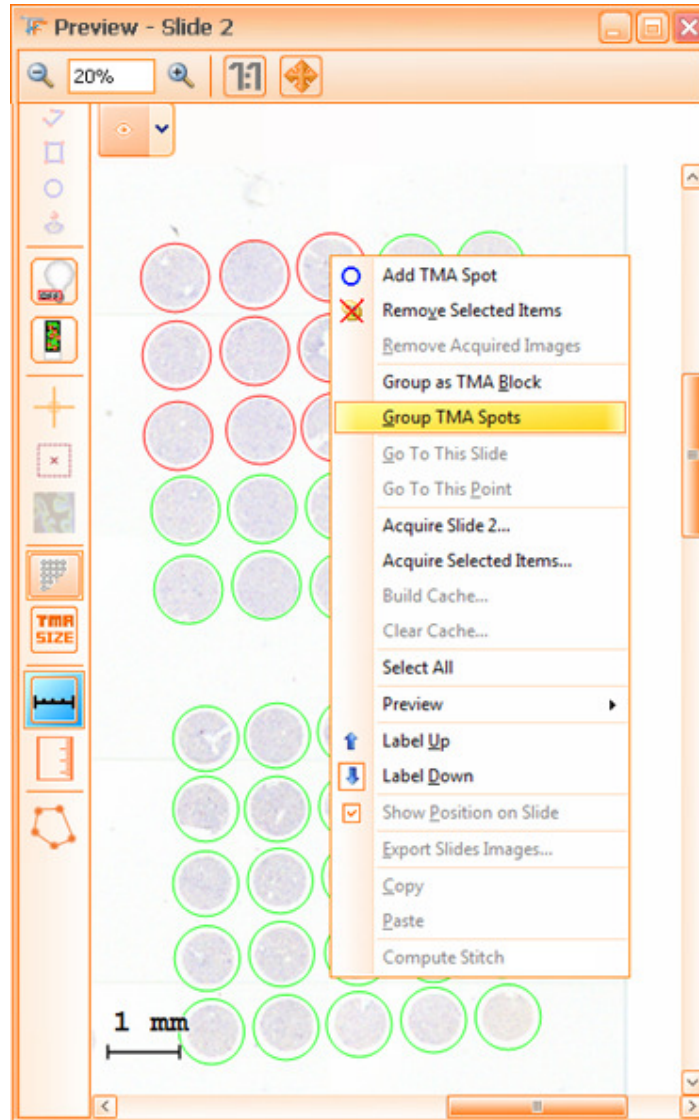 Preview - Slide 2
20%
1:1
Add TMA Spot
Remove Selected Items
Remove Acquired Images
Group as TMA Block
Group TMA Spots
Go To This Slide
Go To This Point
Acquire Slide 2...
Acquire Selected Items...
Build Cache...
Clear Cache...
Select All
Preview
Label Up
Label Down
Show Position on Slide
Export Slides Images...
Copy
Paste
Compute Stitch
TMA
SIZE
1 mm